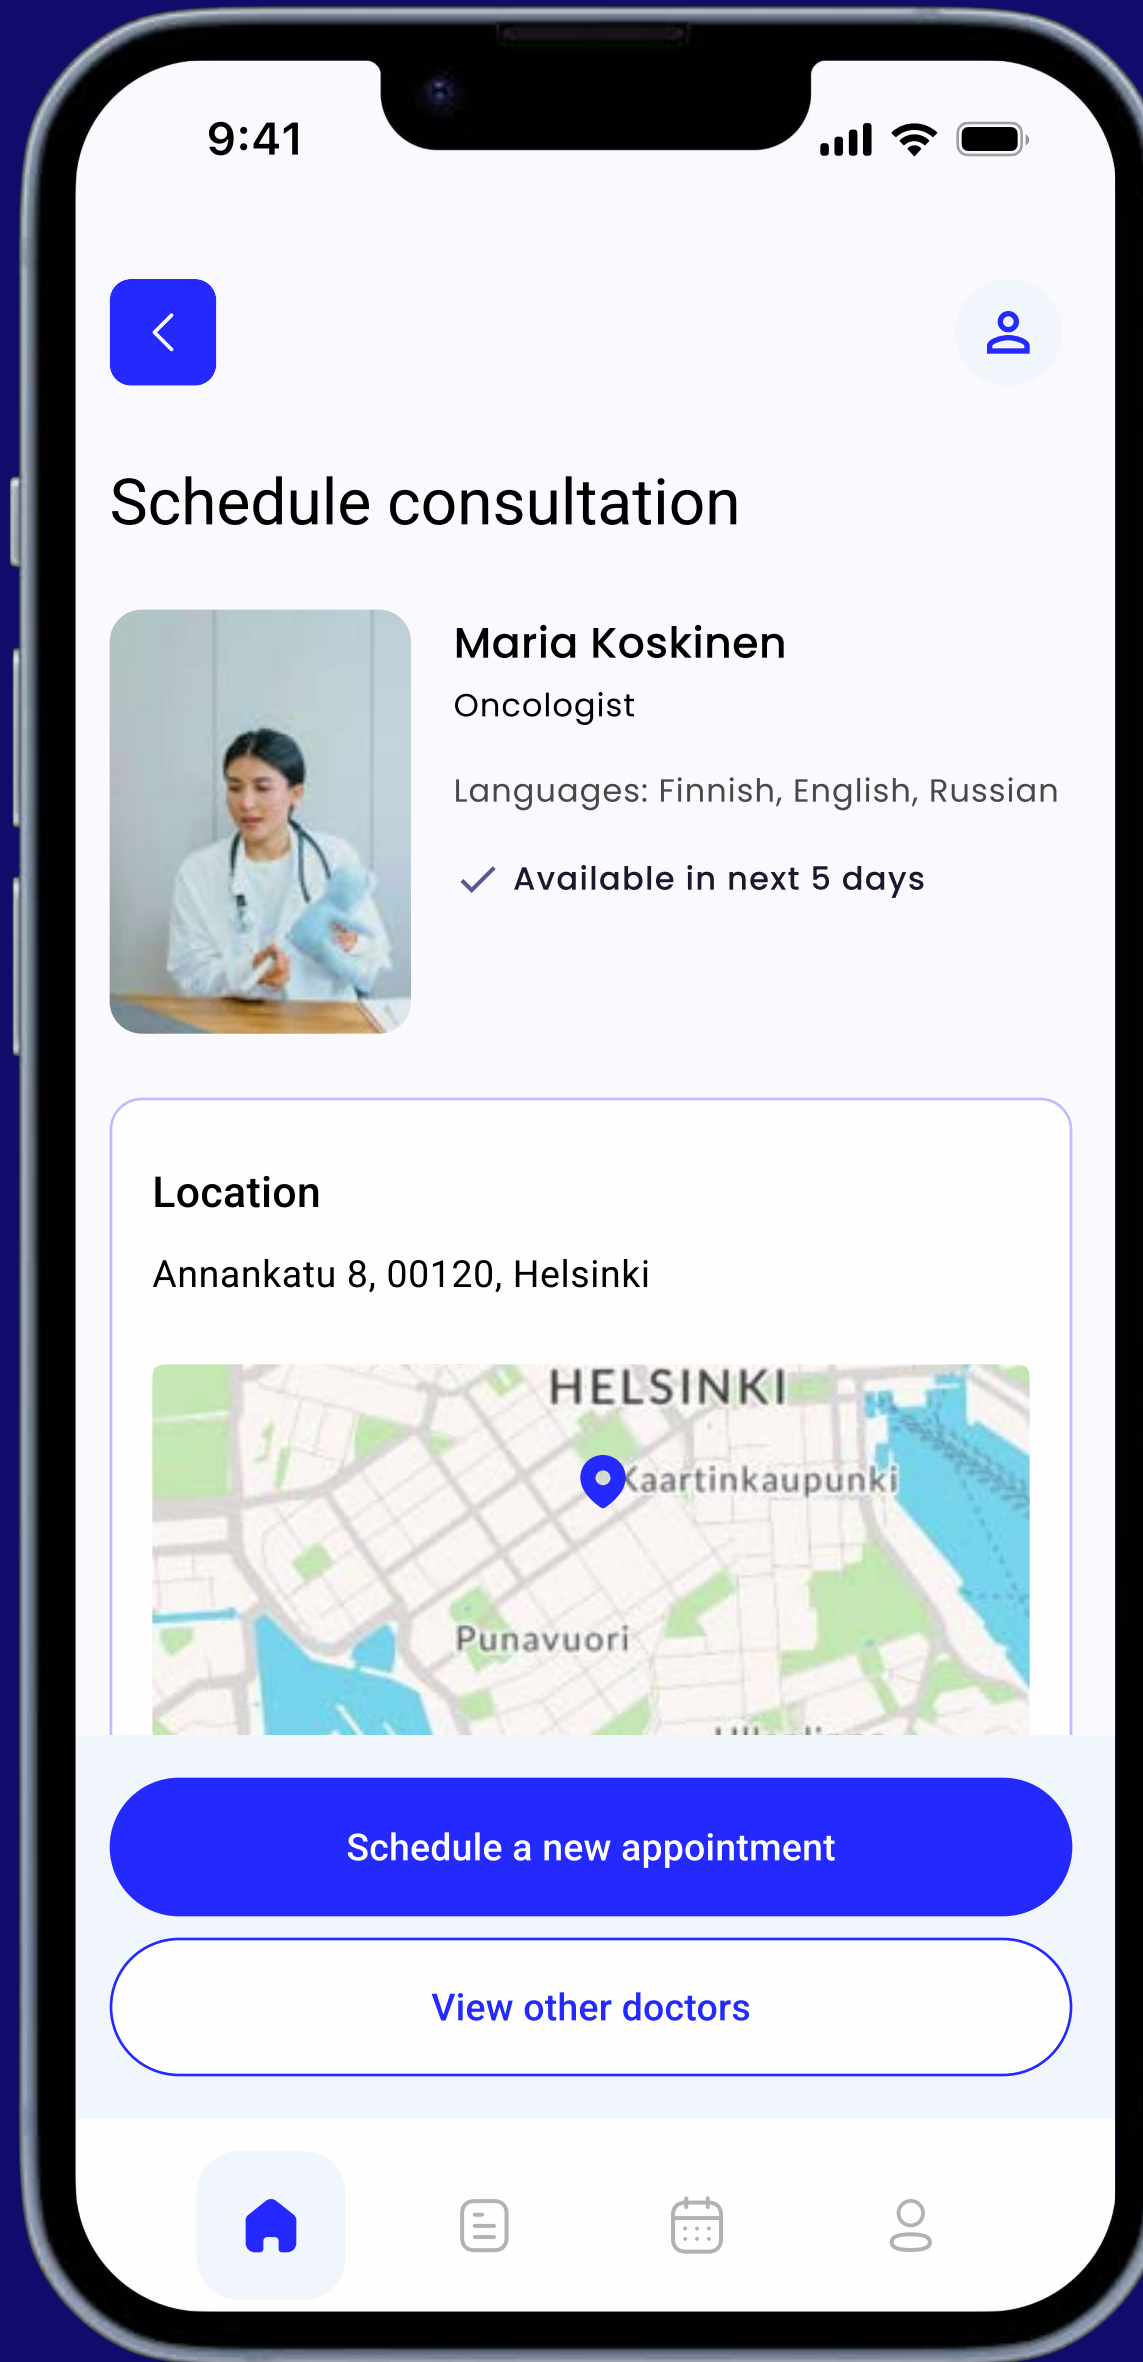 9:41
Schedule consultation
Maria Koskinen
Oncologist
Languages: Finnish, English, Russian
Available in next 5 days
Location
Annankatu 8, 00120, Helsinki
HELSINKI
Kaartinkaupunki
Punavuori
Schedule a new appointment
View other doctors